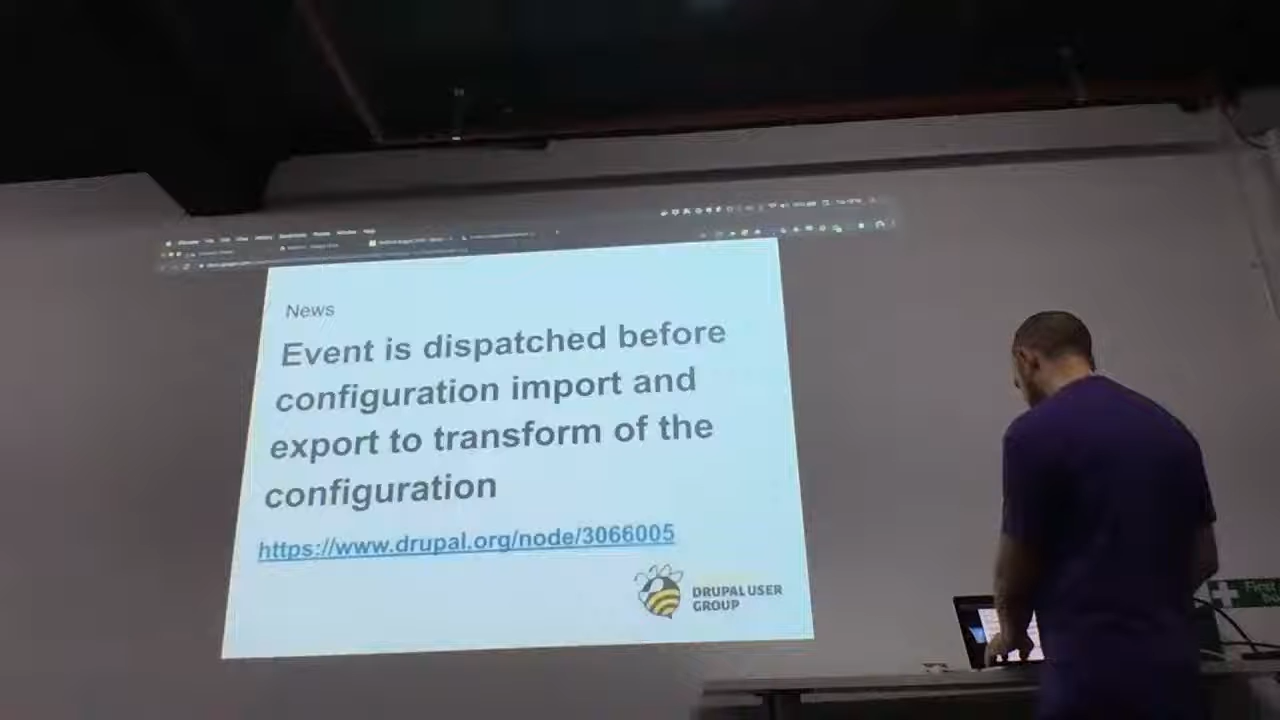 News
Event is dispatched before
configuration import and
export to transform of the
configuration
https://www.drupal.org/node/3066005
DRUPAL USER
GROUP
First